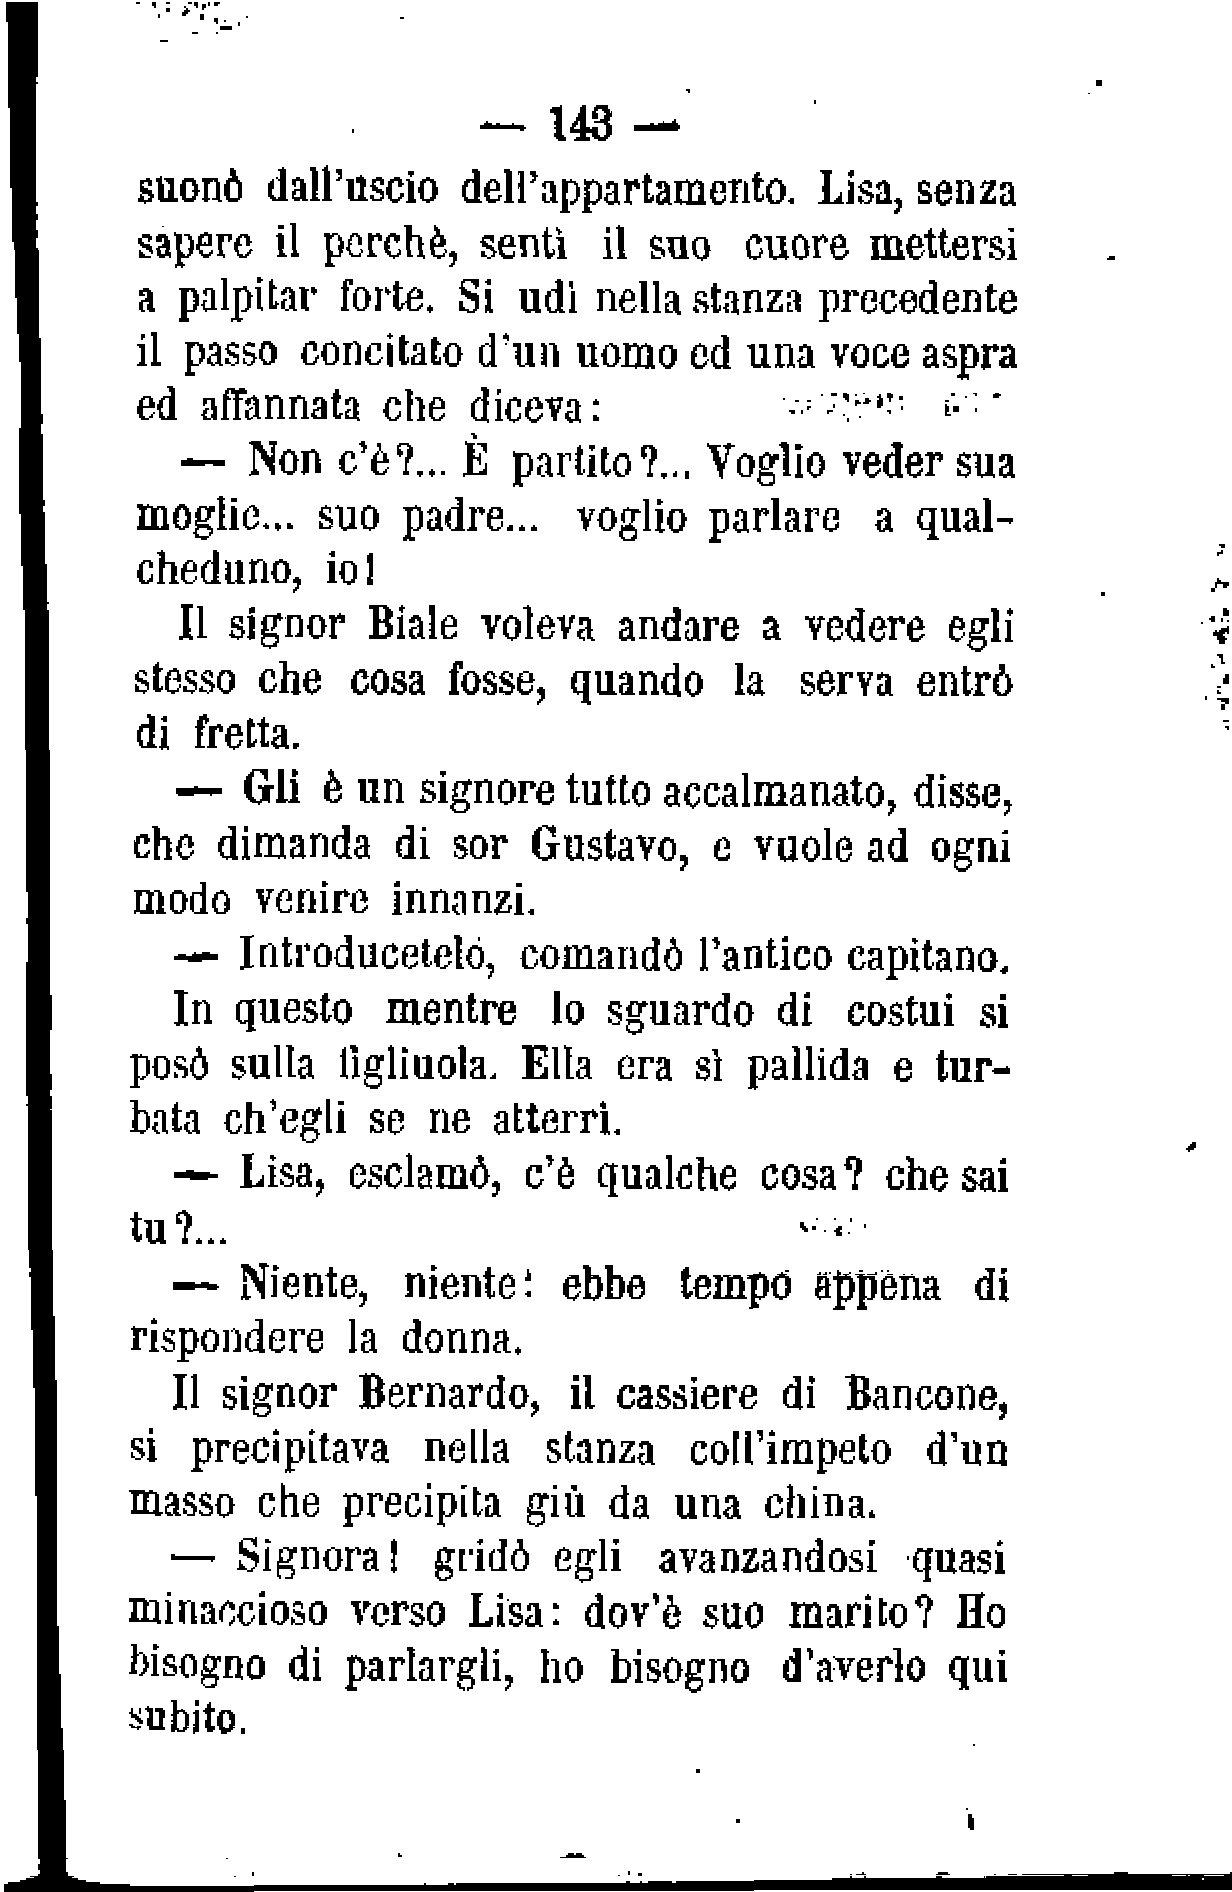 — 143 —
suonò dall'uscio dell'appartamento. Lisa, senza
sapere il perchè, sentì il suo cuore mettersi
a palpitar forte. Si udì nella stanza precedente
il passo concitato d'un uomo ed una voce aspra
ed affannata che diceva:
— Non c'è?... È partito?... Voglio veder sua
moglie... suo padre... voglio parlare a qual-
cheduno, io!
Il signor Biale voleva andare a vedere egli
stesso che cosa fosse, quando la serva entrò
di fretta.
— Gli è un signore tutto accalmanato, disse,
che dimanda di sor Gustavo, e vuole ad ogni
modo venire innanzi.
— Introducetelo, comandò l'antico capitano.
In questo mentre lo sguardo di costui si
posò sulla figliuola. Ella era sì pallida e tur-
bata ch'egli se ne atterrì.
— Lisa, esclamò, c'è qualche cosa? che sai
tu?...
— Niente, niente: ebbe tempo appena di
rispondere la donna.
Il signor Bernardo, il cassiere di Bancone,
si precipitava nella stanza coll'impeto d'un
masso che precipita giù da una china.
— Signora! gridò egli avanzandosi quasi
minaccioso verso Lisa: dov'è suo marito? Ho
bisogno di parlargli, ho bisogno d'averlo qui
subito.